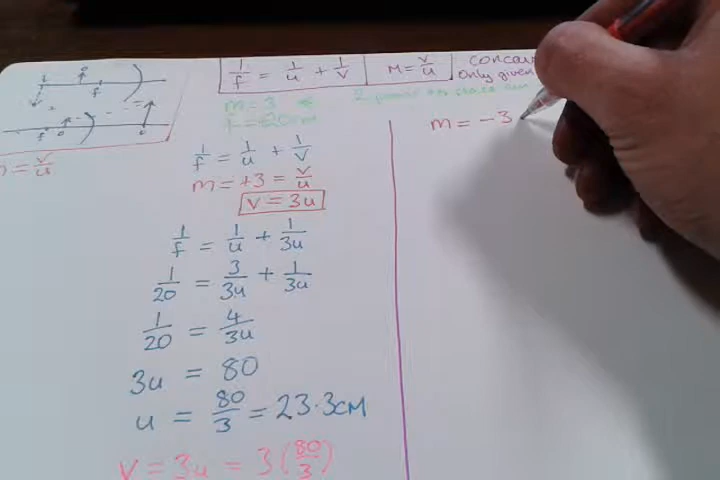 1/f = 1/u + 1/v
M = v/u
concave
only given
m = 3
f = 20cm
m = v/u
1/f = 1/u + 1/v
m = +3 = v/u
v = 3u
1/f = 1/u + 1/3u
1/20 = 3/3u + 1/3u
1/20 = 4/3u
3u = 80
u = 80/3 = 23.3cm
v = 3u = 3(80/3)
m = -3